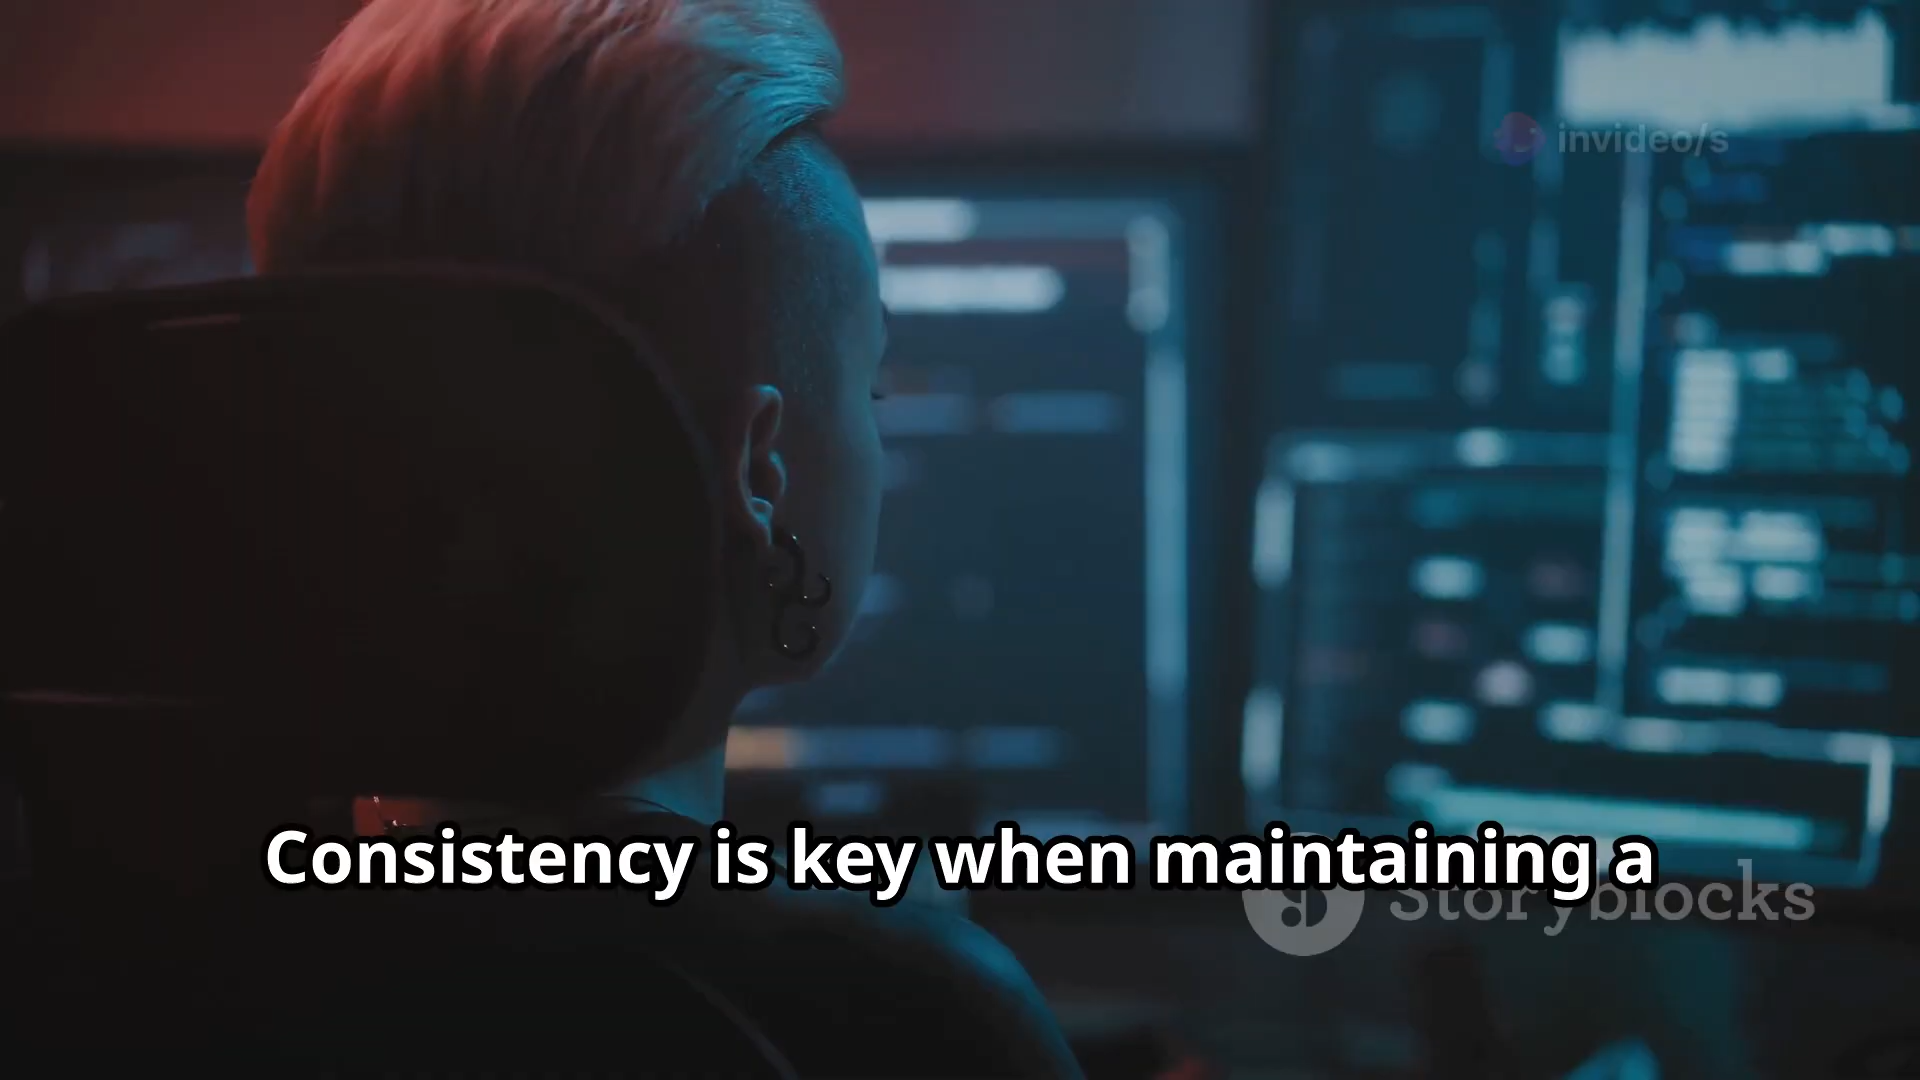 invideo/s
Consistency is key when maintaining a
Storyblocks